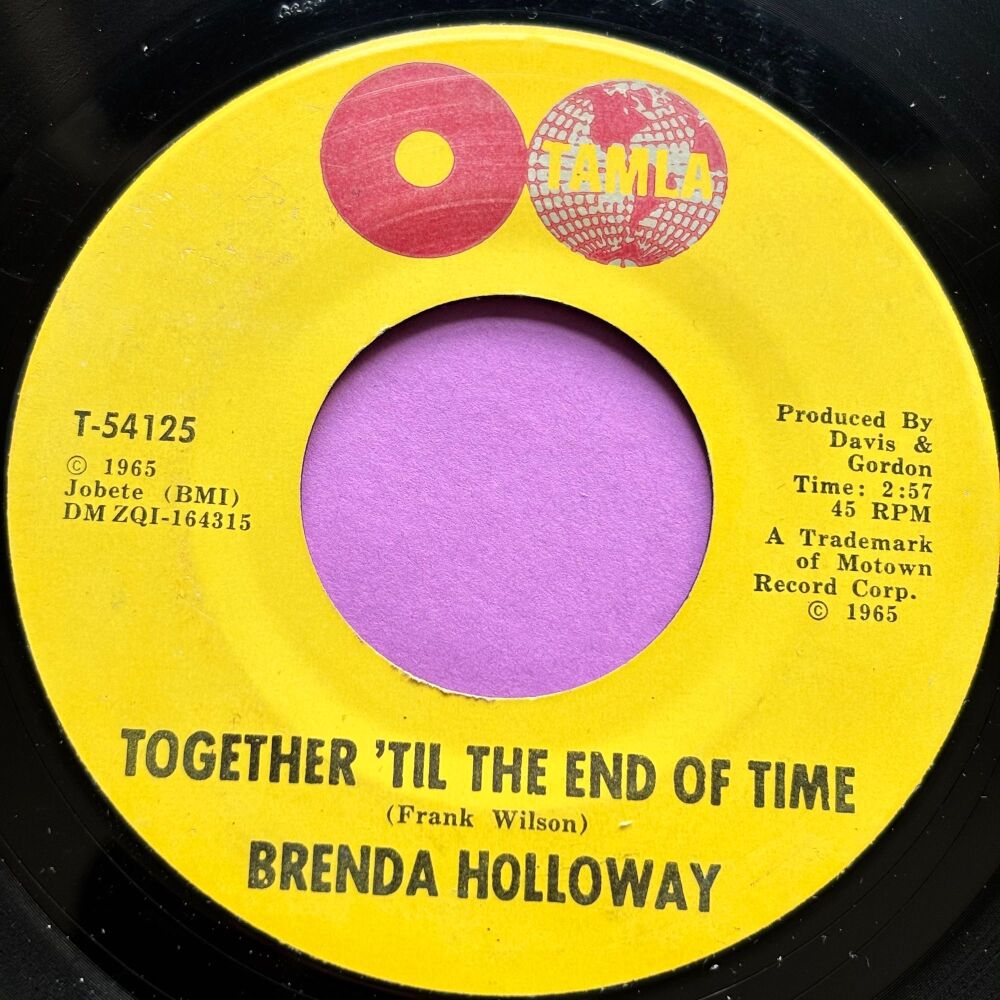 TAMLA
T-54125
© 1965
Jobete (BMI)
DM ZQI-164315
Produced By
Davis &
Gordon
Time: 2:57
45 RPM
A Trademark
of Motown
Record Corp.
© 1965
TOGETHER 'TIL THE END OF TIME
(Frank Wilson)
BRENDA HOLLOWAY